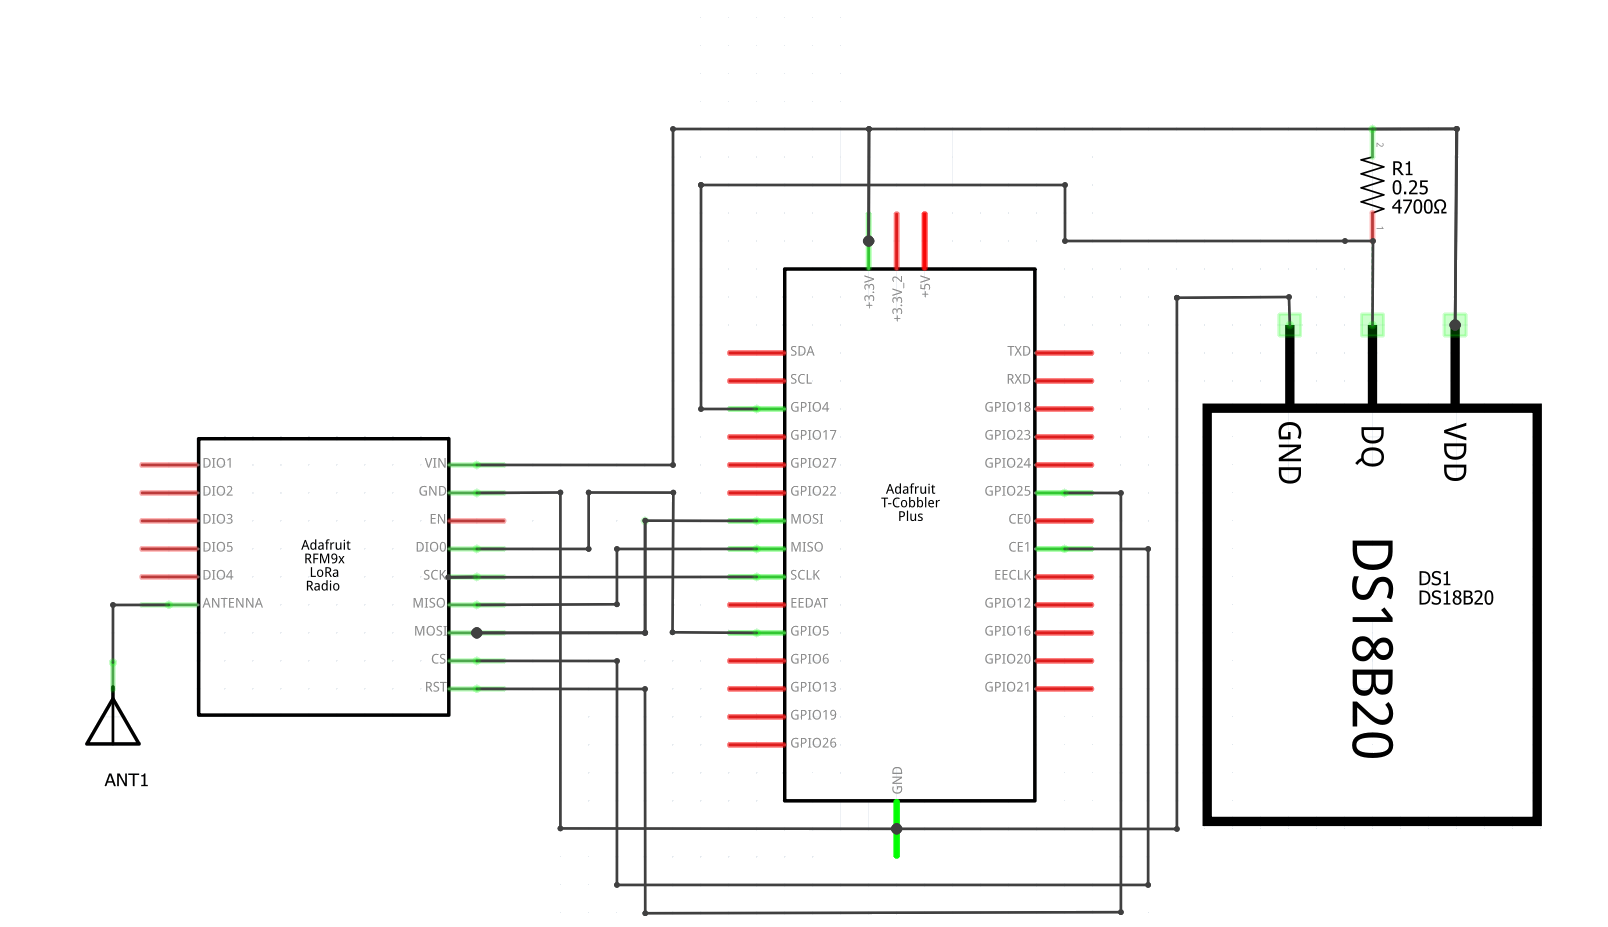 2
R1
0.25
4700Ω
1
+3.3V
+3.3V_2
+5V
SDA
SCL
GPIO4
GPIO17
GPIO27
GPIO22
MOSI
MISO
SCLK
EEDAT
GPIO5
GPIO6
GPIO13
GPIO19
GPIO26
Adafruit
T-Cobbler
Plus
TXD
RXD
GPIO18
GPIO23
GPIO24
GPIO25
CE0
CE1
EECLK
GPIO12
GPIO16
GPIO20
GPIO21
GND
DIO1
DIO2
DIO3
DIO5
DIO4
ANTENNA
Adafruit
RFM9x
LoRa
Radio
VIN
GND
EN
DIO0
SCK
MISO
MOSI
CS
RST
ANT1
GND
DQ
VDD
DS18B20
DS1
DS18B20